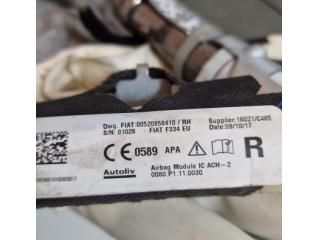 Dwg. FIAT:00520858410 / RH
S/N 01028 FIAT F334 EU
Supplier:16021/C485
Date:09/10/17
CE 0589 APA
R
Autoliv
Airbag Module IC ACH-2
0080.P1.11.0030